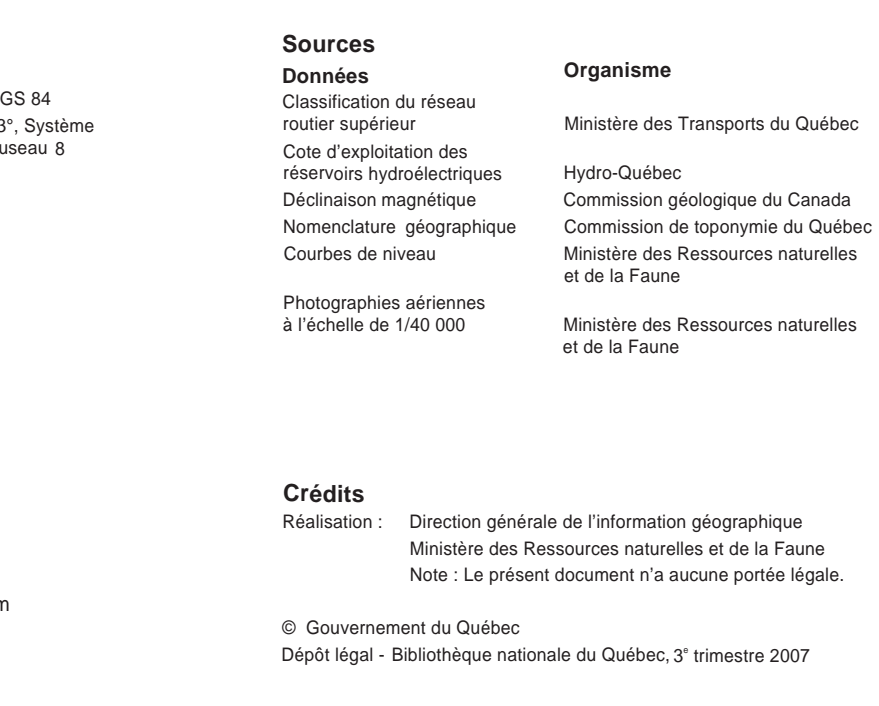 GS 84
3°, Système
useau 8
m
Sources
Données Organisme
Classification du réseau
routier supérieur Ministère des Transports du Québec
Cote d'exploitation des
réservoirs hydroélectriques Hydro-Québec
Déclinaison magnétique Commission géologique du Canada
Nomenclature géographique Commission de toponymie du Québec
Courbes de niveau Ministère des Ressources naturelles
et de la Faune
Photographies aériennes
à l'échelle de 1/40 000 Ministère des Ressources naturelles
et de la Faune
Crédits
Réalisation : Direction générale de l'information géographique
Ministère des Ressources naturelles et de la Faune
Note : Le présent document n'a aucune portée légale.
© Gouvernement du Québec
Dépôt légal - Bibliothèque nationale du Québec, 3e trimestre 2007